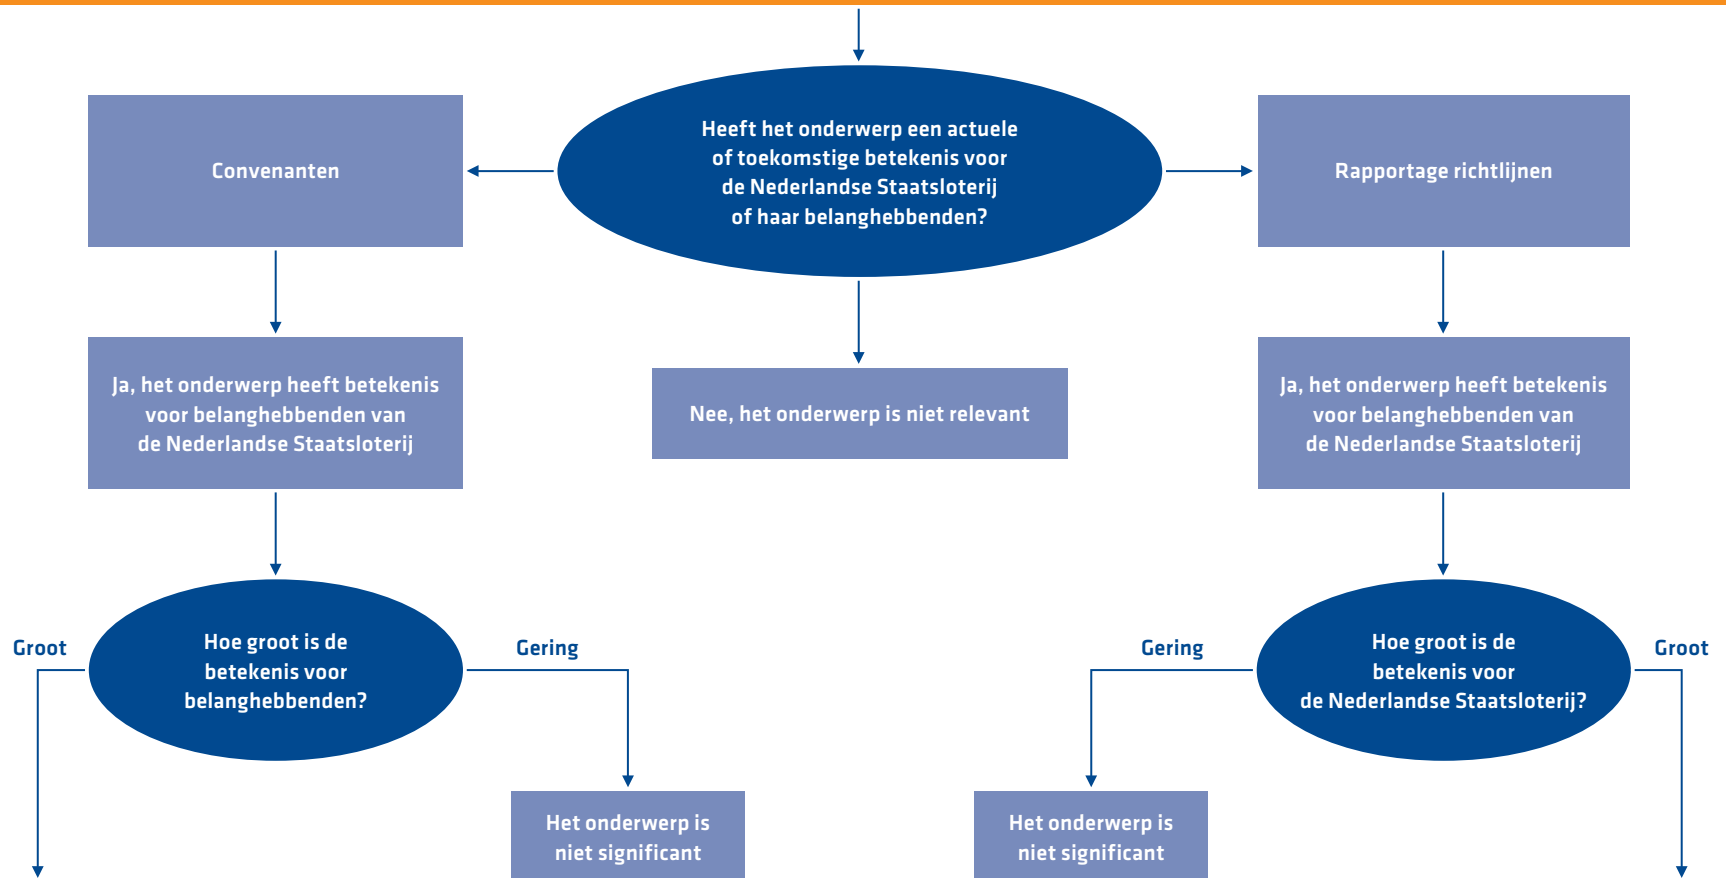 Heeft het onderwerp een actuele
of toekomstige betekenis voor
de Nederlandse Staatsloterij
of haar belanghebbenden?
Convenanten
Rapportage richtlijnen
Ja, het onderwerp heeft betekenis
voor belanghebbenden van
de Nederlandse Staatsloterij
Nee, het onderwerp is niet relevant
Ja, het onderwerp heeft betekenis
voor belanghebbenden van
de Nederlandse Staatsloterij
Groot
Hoe groot is de
betekenis voor
belanghebbenden?
Gering
Gering
Hoe groot is de
betekenis voor
de Nederlandse Staatsloterij?
Groot
Het onderwerp is
niet significant
Het onderwerp is
niet significant